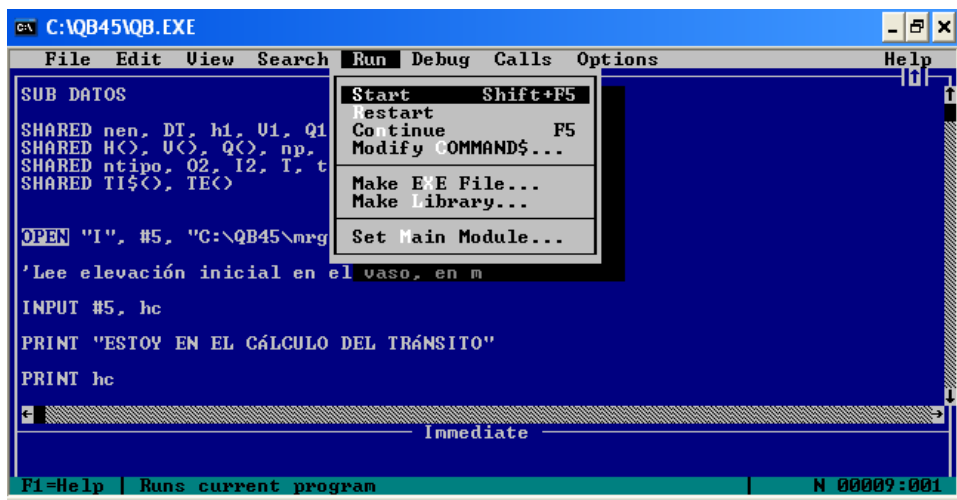 C:\QB45\QB.EXE
File Edit View Search Run Debug Calls Options Help
SUB DATOS
SHARED nen, DT, h1, V1, Q1
SHARED H(), V(), Q(), np,
SHARED ntipo, O2, I2, T, t
SHARED TI$(), TE()
OPEN "I", #5, "C:\QB45\mrg
'Lee elevación inicial en el vaso, en m
INPUT #5, hc
PRINT "ESTOY EN EL CáLCULO DEL TRáNSITO"
PRINT hc
Start Shift+F5
Restart
Continue F5
Modify COMMAND$...
Make EXE File...
Make Library...
Set Main Module...
Immediate
F1=Help | Runs current program N 00009:001